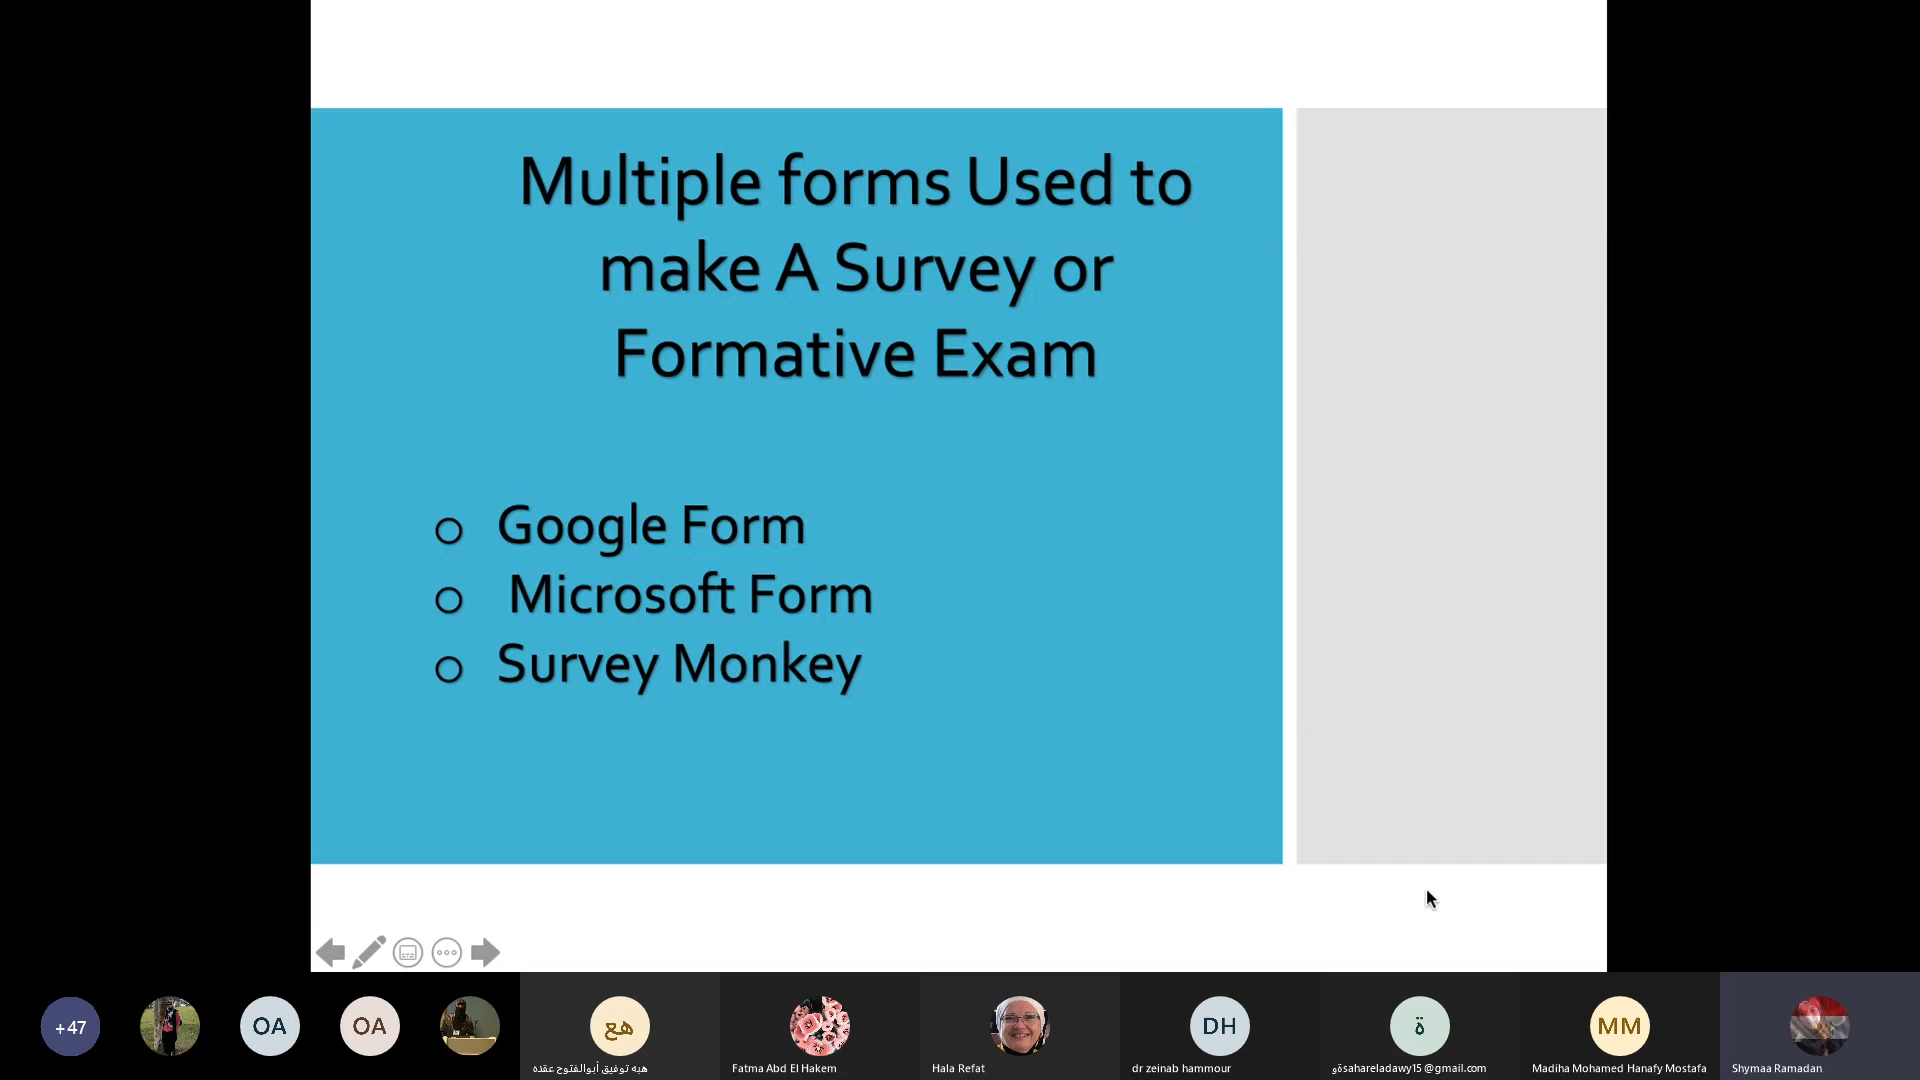 Multiple forms Used to
make A Survey or
Formative Exam
o Google Form
o Microsoft Form
o Survey Monkey
+47
OA
OA
هع
DH
ة
MM
هبه توفيق أبوالفتوح عقده
Fatma Abd El Hakem
Hala Refat
dr zeinab hammour
وةsahareladawy15@gmail.com
Madiha Mohamed Hanafy Mostafa
Shymaa Ramadan